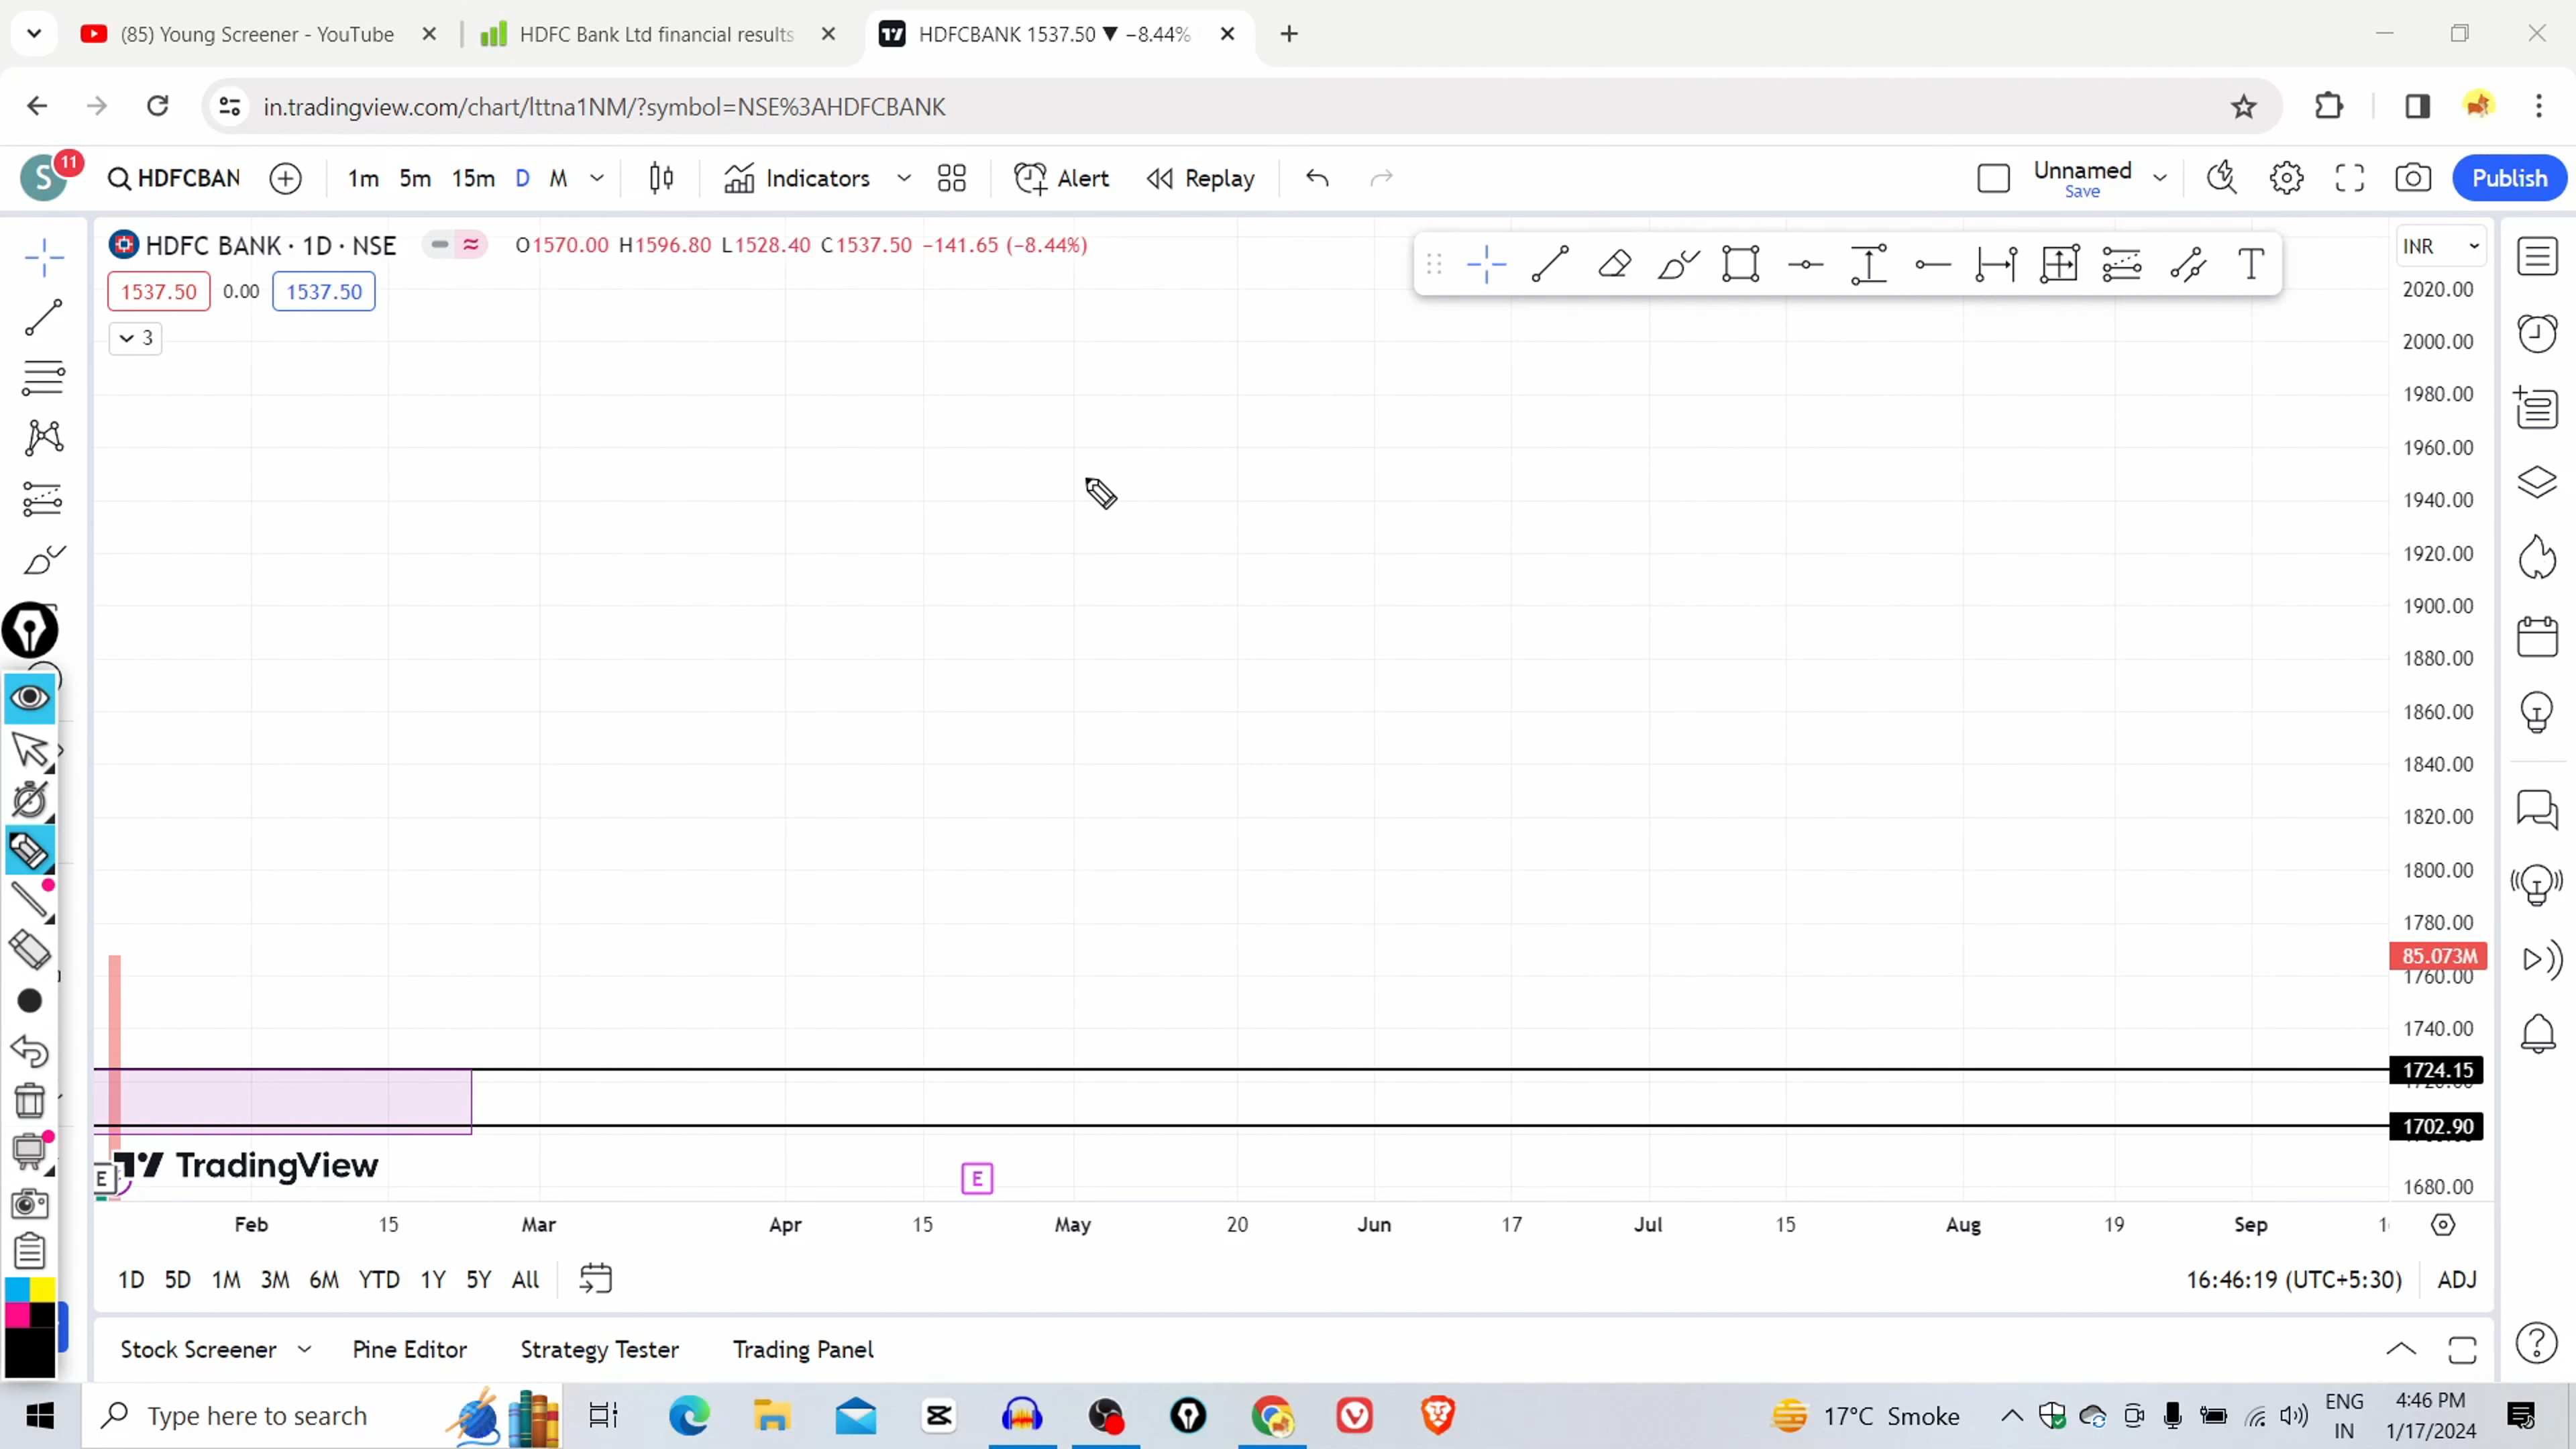 (85) Young Screener - YouTube
HDFC Bank Ltd financial results
HDFCBANK 1537.50 ▼ −8.44%
in.tradingview.com/chart/lttna1NM/?symbol=NSE%3AHDFCBANK
S
11
HDFCBAN
1m 5m 15m D M
Indicators
Alert
Replay
Unnamed
Save
Publish
HDFC BANK · 1D · NSE
O1570.00 H1596.80 L1528.40 C1537.50 −141.65 (−8.44%)
INR
1537.50 0.00 1537.50
3
2020.00
2000.00
1980.00
1960.00
1940.00
1920.00
1900.00
1880.00
1860.00
1840.00
1820.00
1800.00
1780.00
85.073M
1760.00
1740.00
1724.15
1702.90
1680.00
E
TradingView
E
Feb 15 Mar Apr 15 May 20 Jun 17 Jul 15 Aug 19 Sep
1D 5D 1M 3M 6M YTD 1Y 5Y All
16:46:19 (UTC+5:30) ADJ
Stock Screener Pine Editor Strategy Tester Trading Panel
Type here to search
17°C Smoke
ENG
IN
4:46 PM
1/17/2024